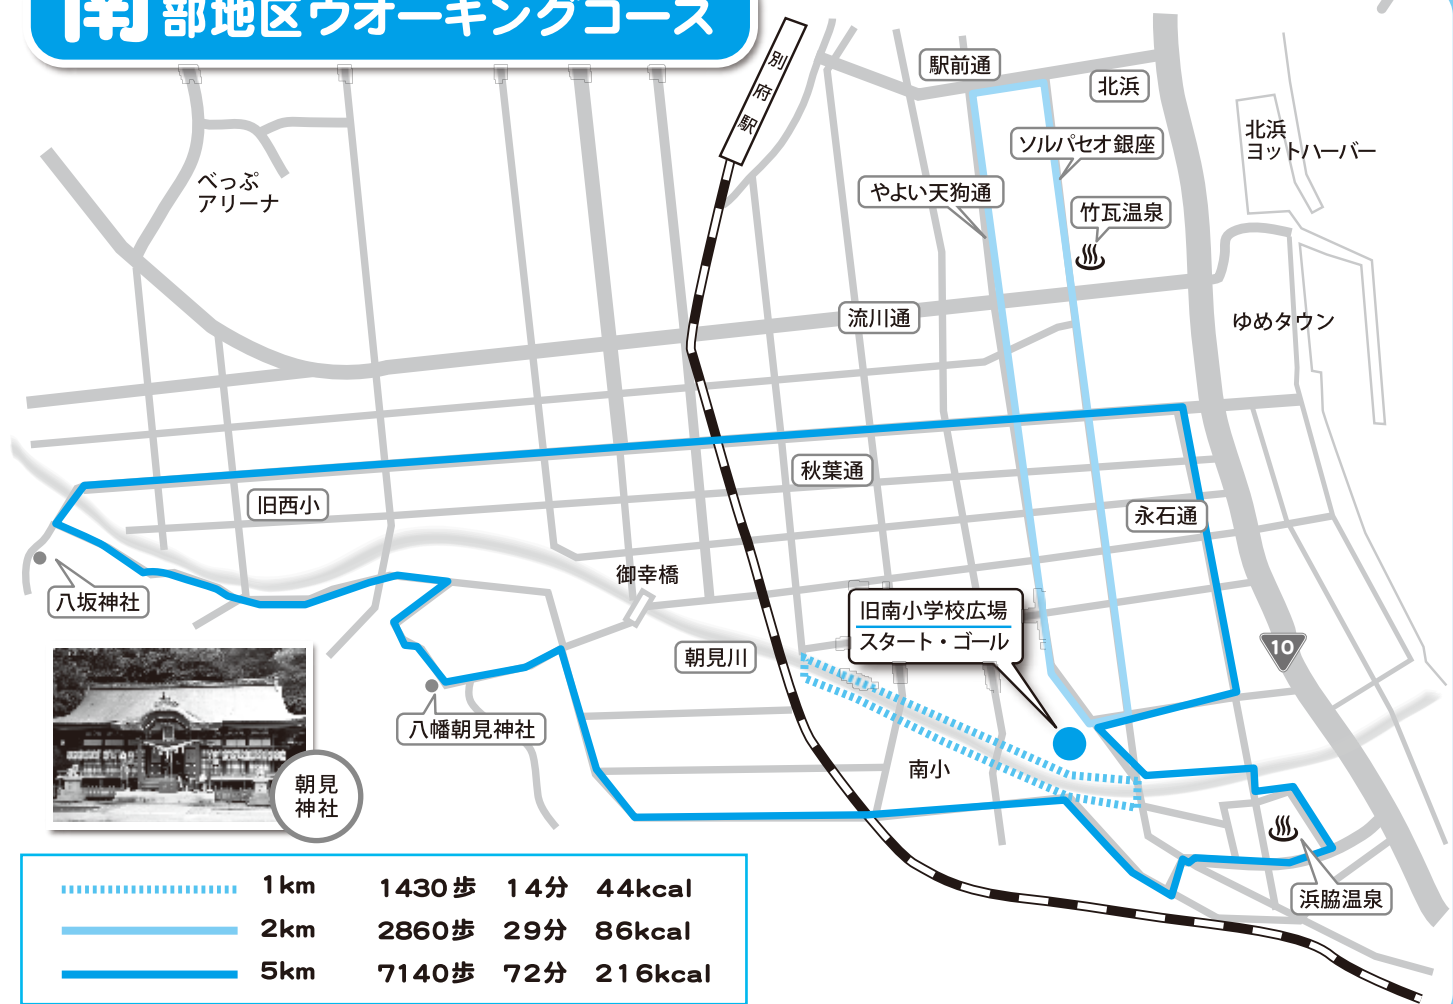 南部地区ウオーキングコース
別府駅
駅前通
北浜
北浜
ヨットハーバー
ソルパセオ銀座
やよい天狗通
竹瓦温泉
べっぷ
アリーナ
流川通
ゆめタウン
秋葉通
旧西小
永石通
御幸橋
八坂神社
旧南小学校広場
スタート・ゴール
朝見川
10
八幡朝見神社
南小
朝見
神社
浜脇温泉
1km 1430歩 14分 44kcal
2km 2860歩 29分 86kcal
5km 7140歩 72分 216kcal